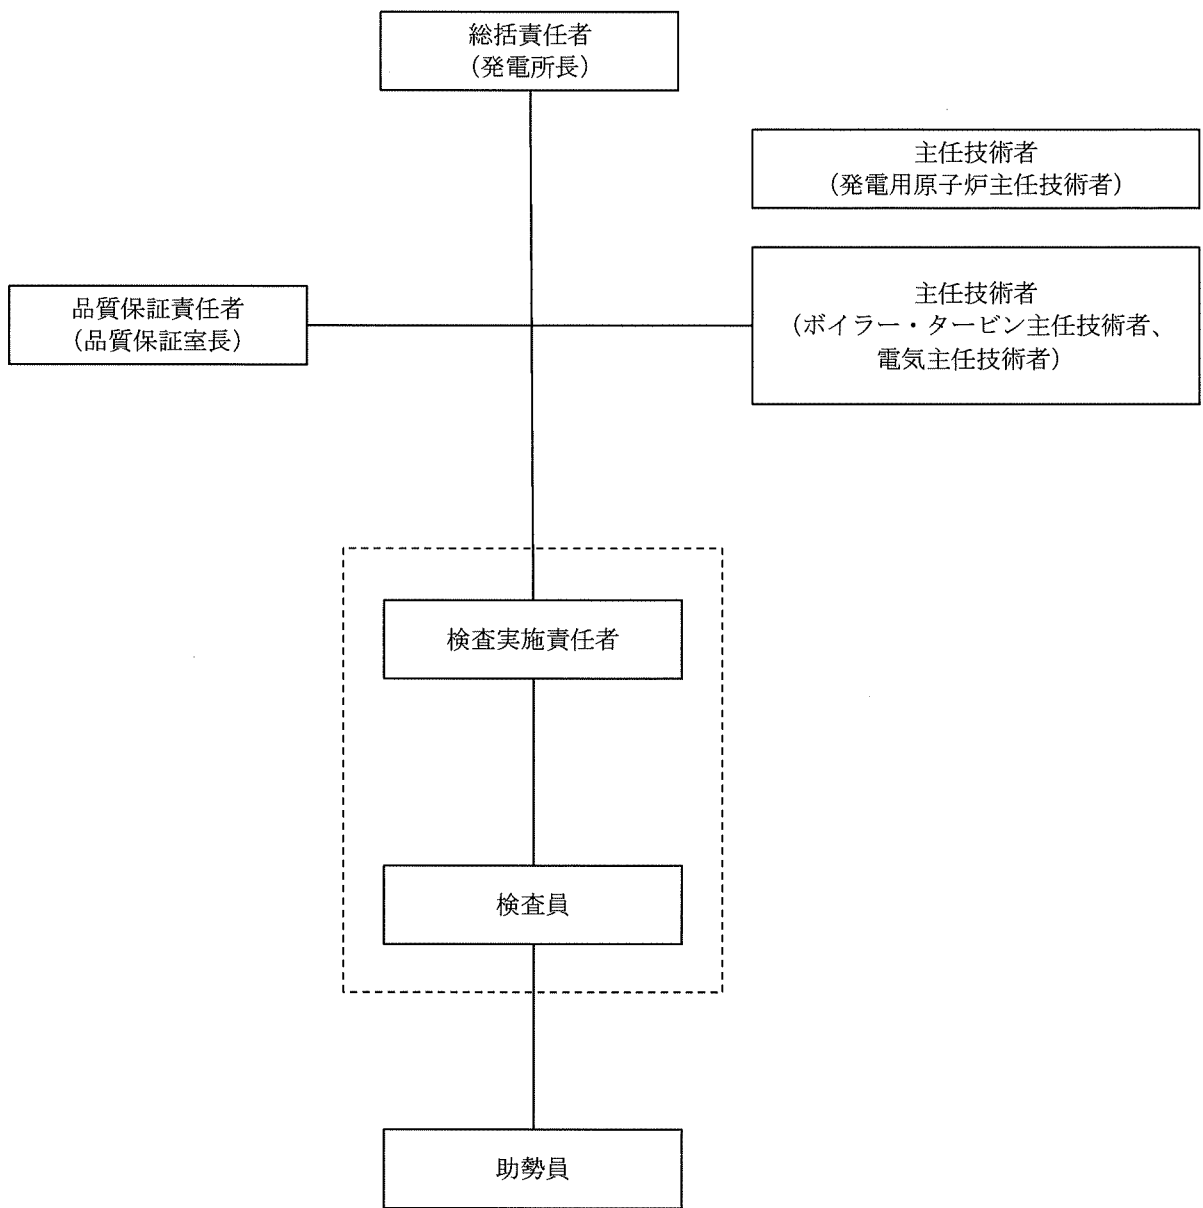 総括責任者
(発電所長)
主任技術者
(発電用原子炉主任技術者)
品質保証責任者
(品質保証室長)
主任技術者
(ボイラー・タービン主任技術者、
電気主任技術者)
検査実施責任者
検査員
助勢員